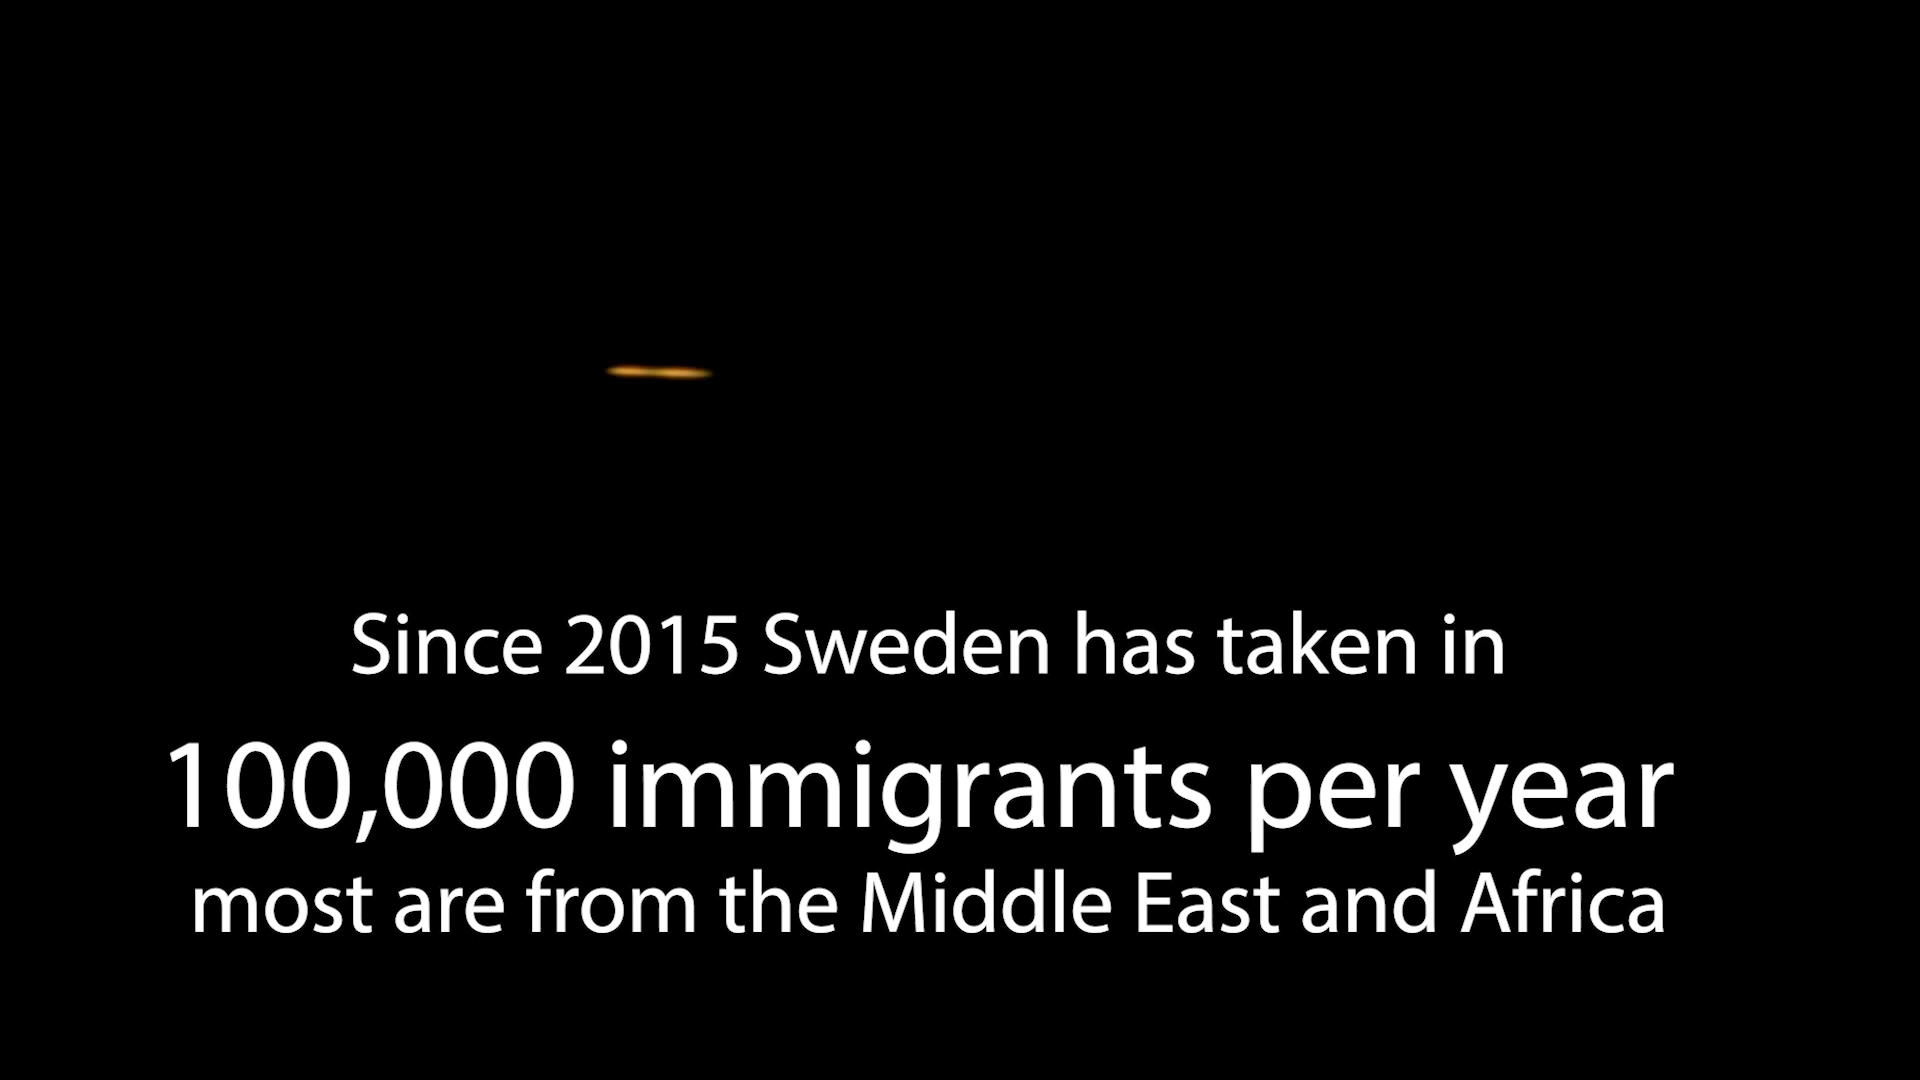 Since 2015 Sweden has taken in
100,000 immigrants per year
most are from the Middle East and Africa